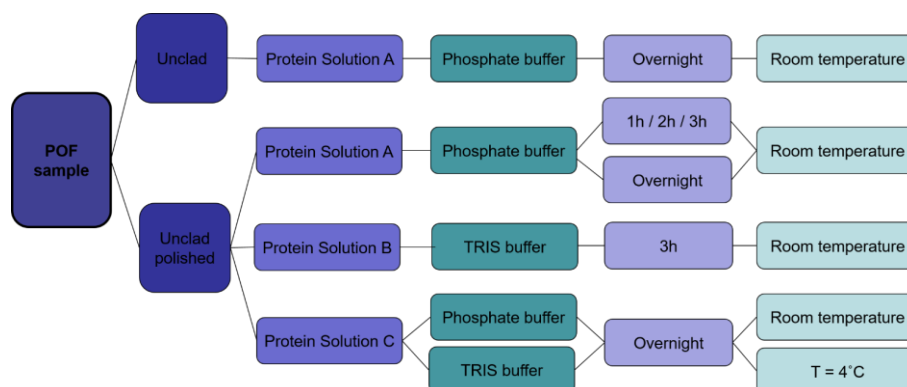 Unclad
Protein Solution A
Phosphate buffer
Overnight
Room temperature
POF
sample
Protein Solution A
Phosphate buffer
1h / 2h / 3h
Overnight
Room temperature
Unclad
polished
Protein Solution B
TRIS buffer
3h
Room temperature
Protein Solution C
Phosphate buffer
TRIS buffer
Overnight
Room temperature
T = 4˚C